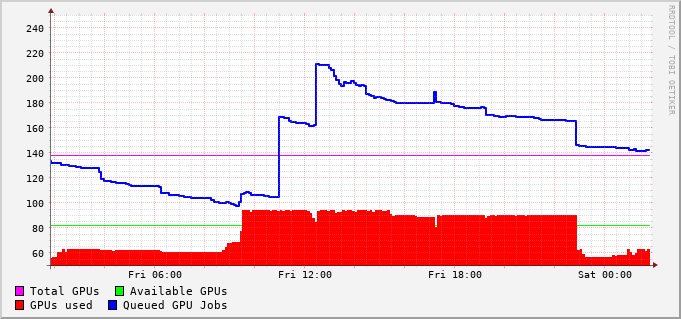 RRDTOOL / TOBI OETIKER
240
220
200
180
160
140
120
100
80
60
Fri 06:00 Fri 12:00 Fri 18:00 Sat 00:00
Total GPUs Available GPUs
GPUs used Queued GPU Jobs